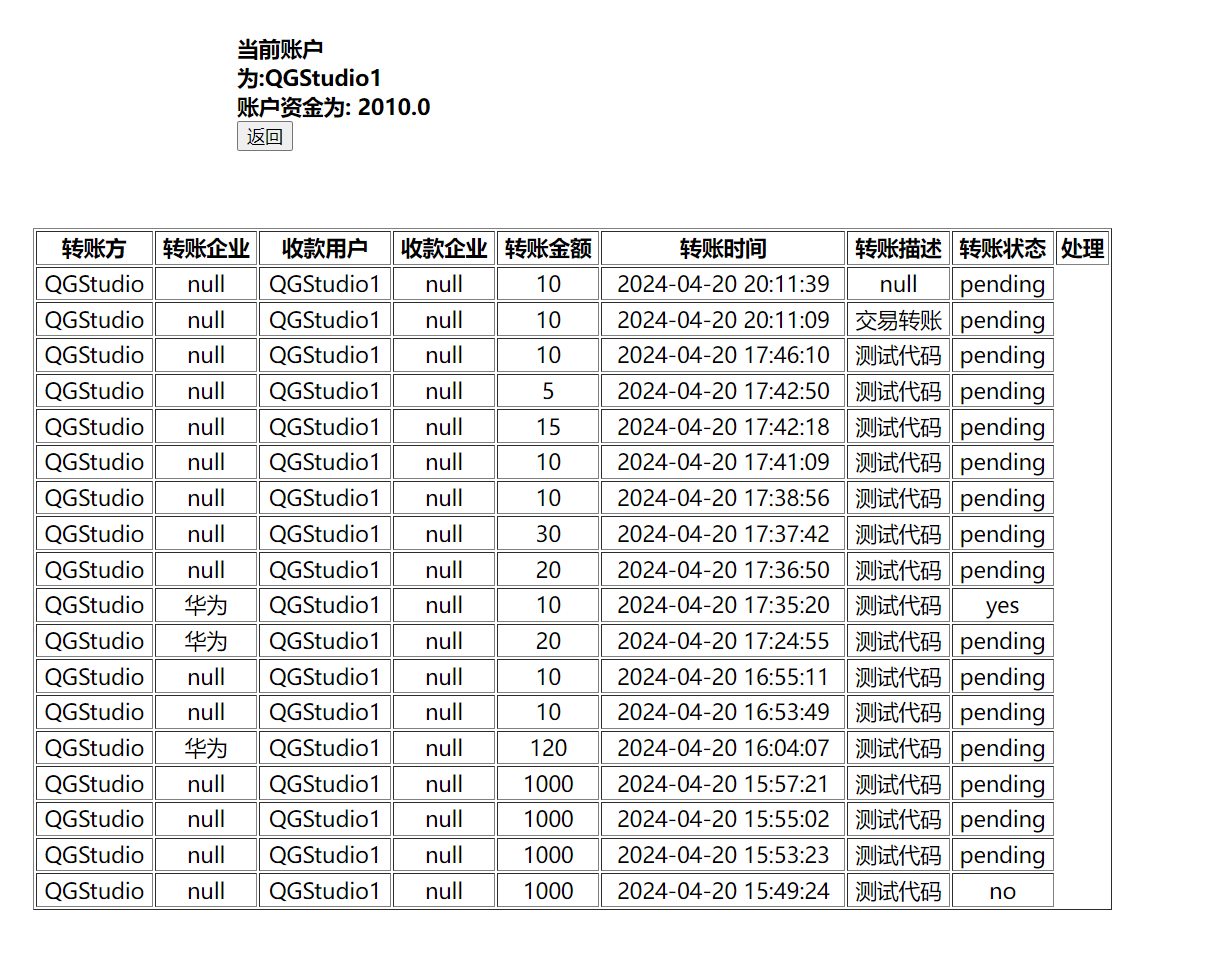 当前账户
为:QGStudio1
账户资金为: 2010.0
返回
转账方 转账企业 收款用户 收款企业 转账金额 转账时间 转账描述 转账状态 处理
QGStudio null QGStudio1 null 10 2024-04-20 20:11:39 null pending
QGStudio null QGStudio1 null 10 2024-04-20 20:11:09 交易转账 pending
QGStudio null QGStudio1 null 10 2024-04-20 17:46:10 测试代码 pending
QGStudio null QGStudio1 null 5 2024-04-20 17:42:50 测试代码 pending
QGStudio null QGStudio1 null 15 2024-04-20 17:42:18 测试代码 pending
QGStudio null QGStudio1 null 10 2024-04-20 17:41:09 测试代码 pending
QGStudio null QGStudio1 null 10 2024-04-20 17:38:56 测试代码 pending
QGStudio null QGStudio1 null 30 2024-04-20 17:37:42 测试代码 pending
QGStudio null QGStudio1 null 20 2024-04-20 17:36:50 测试代码 pending
QGStudio 华为 QGStudio1 null 10 2024-04-20 17:35:20 测试代码 yes
QGStudio 华为 QGStudio1 null 20 2024-04-20 17:24:55 测试代码 pending
QGStudio null QGStudio1 null 10 2024-04-20 16:55:11 测试代码 pending
QGStudio null QGStudio1 null 10 2024-04-20 16:53:49 测试代码 pending
QGStudio 华为 QGStudio1 null 120 2024-04-20 16:04:07 测试代码 pending
QGStudio null QGStudio1 null 1000 2024-04-20 15:57:21 测试代码 pending
QGStudio null QGStudio1 null 1000 2024-04-20 15:55:02 测试代码 pending
QGStudio null QGStudio1 null 1000 2024-04-20 15:53:23 测试代码 pending
QGStudio null QGStudio1 null 1000 2024-04-20 15:49:24 测试代码 no